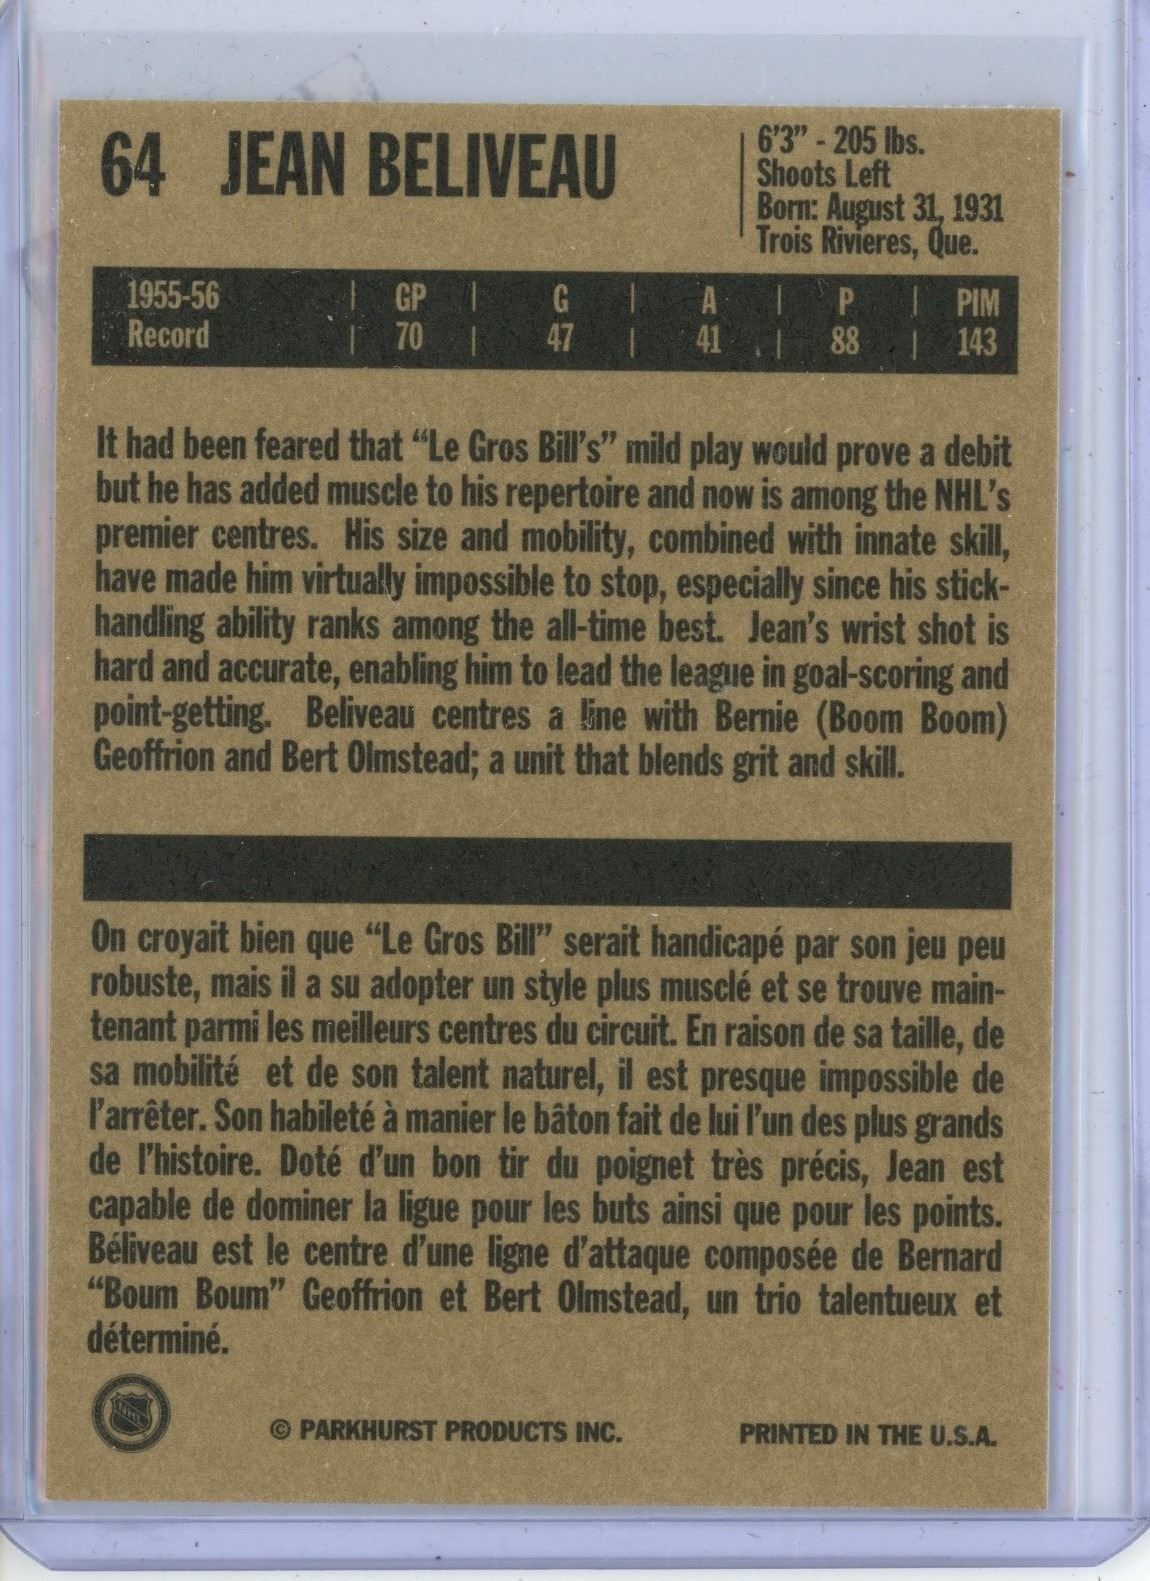 64 JEAN BELIVEAU
6'3" - 205 lbs.
Shoots Left
Born: August 31, 1931
Trois Rivieres, Que.
1955-56 | GP | G | A | P | PIM
Record | 70 | 47 | 41 | 88 | 143
It had been feared that “Le Gros Bill's” mild play would prove a debit
but he has added muscle to his repertoire and now is among the NHL's
premier centres. His size and mobility, combined with innate skill,
have made him virtually impossible to stop, especially since his stick-
handling ability ranks among the all-time best. Jean's wrist shot is
hard and accurate, enabling him to lead the league in goal-scoring and
point-getting. Beliveau centres a line with Bernie (Boom Boom)
Geoffrion and Bert Olmstead; a unit that blends grit and skill.
On croyait bien que “Le Gros Bill” serait handicapé par son jeu peu
robuste, mais il a su adopter un style plus musclé et se trouve main-
tenant parmi les meilleurs centres du circuit. En raison de sa taille, de
sa mobilité et de son talent naturel, il est presque impossible de
l'arrêter. Son habileté à manier le bâton fait de lui l'un des plus grands
de l'histoire. Doté d'un bon tir du poignet très précis, Jean est
capable de dominer la ligue pour les buts ainsi que pour les points.
Béliveau est le centre d'une ligne d'attaque composée de Bernard
“Boum Boum” Geoffrion et Bert Olmstead, un trio talentueux et
déterminé.
NHL
© PARKHURST PRODUCTS INC.
PRINTED IN THE U.S.A.